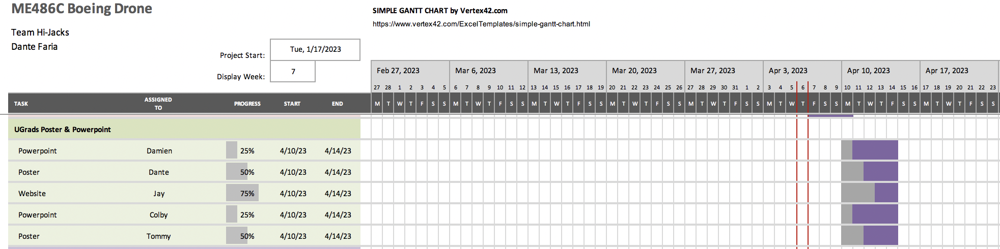 ME486C Boeing Drone
SIMPLE GANTT CHART by Vertex42.com
https://www.vertex42.com/ExcelTemplates/simple-gantt-chart.html
Team Hi-Jacks
Dante Faria
Project Start: Tue, 1/17/2023
Display Week: 7
Feb 27, 2023 Mar 6, 2023 Mar 13, 2023 Mar 20, 2023 Mar 27, 2023 Apr 3, 2023 Apr 10, 2023 Apr 17, 2023
27 28 1 2 3 4 5 6 7 8 9 10 11 12 13 14 15 16 17 18 19 20 21 22 23 24 25 26 27 28 29 30 31 1 2 3 4 5 6 7 8 9 10 11 12 13 14 15 16 17 18 19 20 21 22 23
TASK ASSIGNED TO PROGRESS START END M T W T F S S M T W T F S S M T W T F S S M T W T F S S M T W T F S S M T W T F S S M T W T F S S M T W T F S S
UGrads Poster & Powerpoint
Powerpoint Damien 25% 4/10/23 4/14/23
Poster Dante 50% 4/10/23 4/14/23
Website Jay 75% 4/10/23 4/14/23
Powerpoint Colby 25% 4/10/23 4/14/23
Poster Tommy 50% 4/10/23 4/14/23